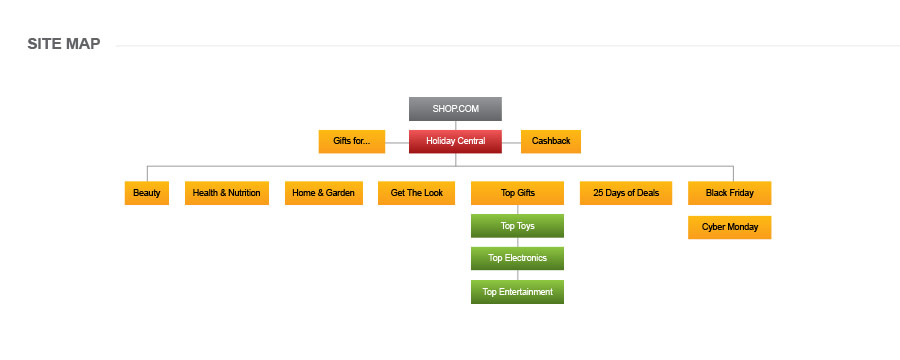 SITE MAP
SHOP.COM
Gifts for...
Holiday Central
Cashback
Beauty
Health & Nutrition
Home & Garden
Get The Look
Top Gifts
25 Days of Deals
Black Friday
Top Toys
Cyber Monday
Top Electronics
Top Entertainment